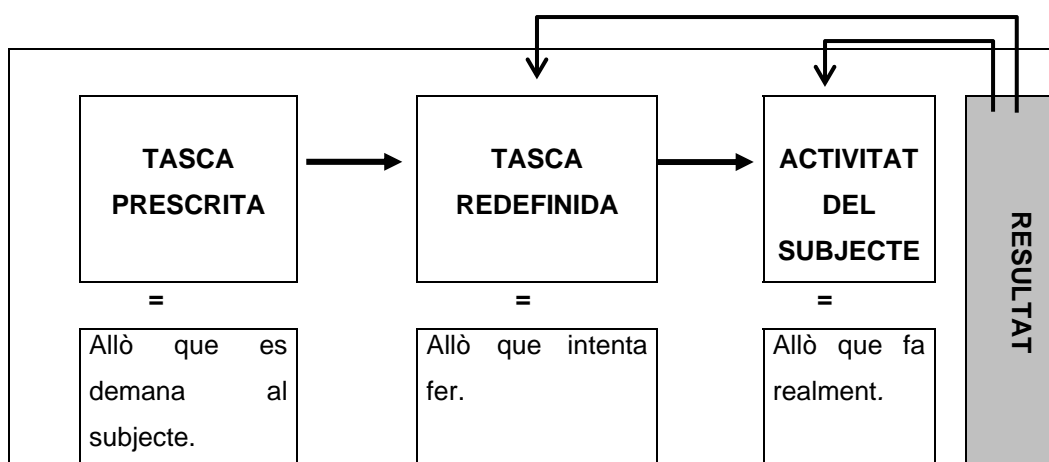 TASCA
PRESCRITA
=
Allò que es
demana al
subjecte.
TASCA
REDEFINIDA
=
Allò que intenta
fer.
ACTIVITAT
DEL
SUBJECTE
=
Allò que fa
realment.
RESULTAT